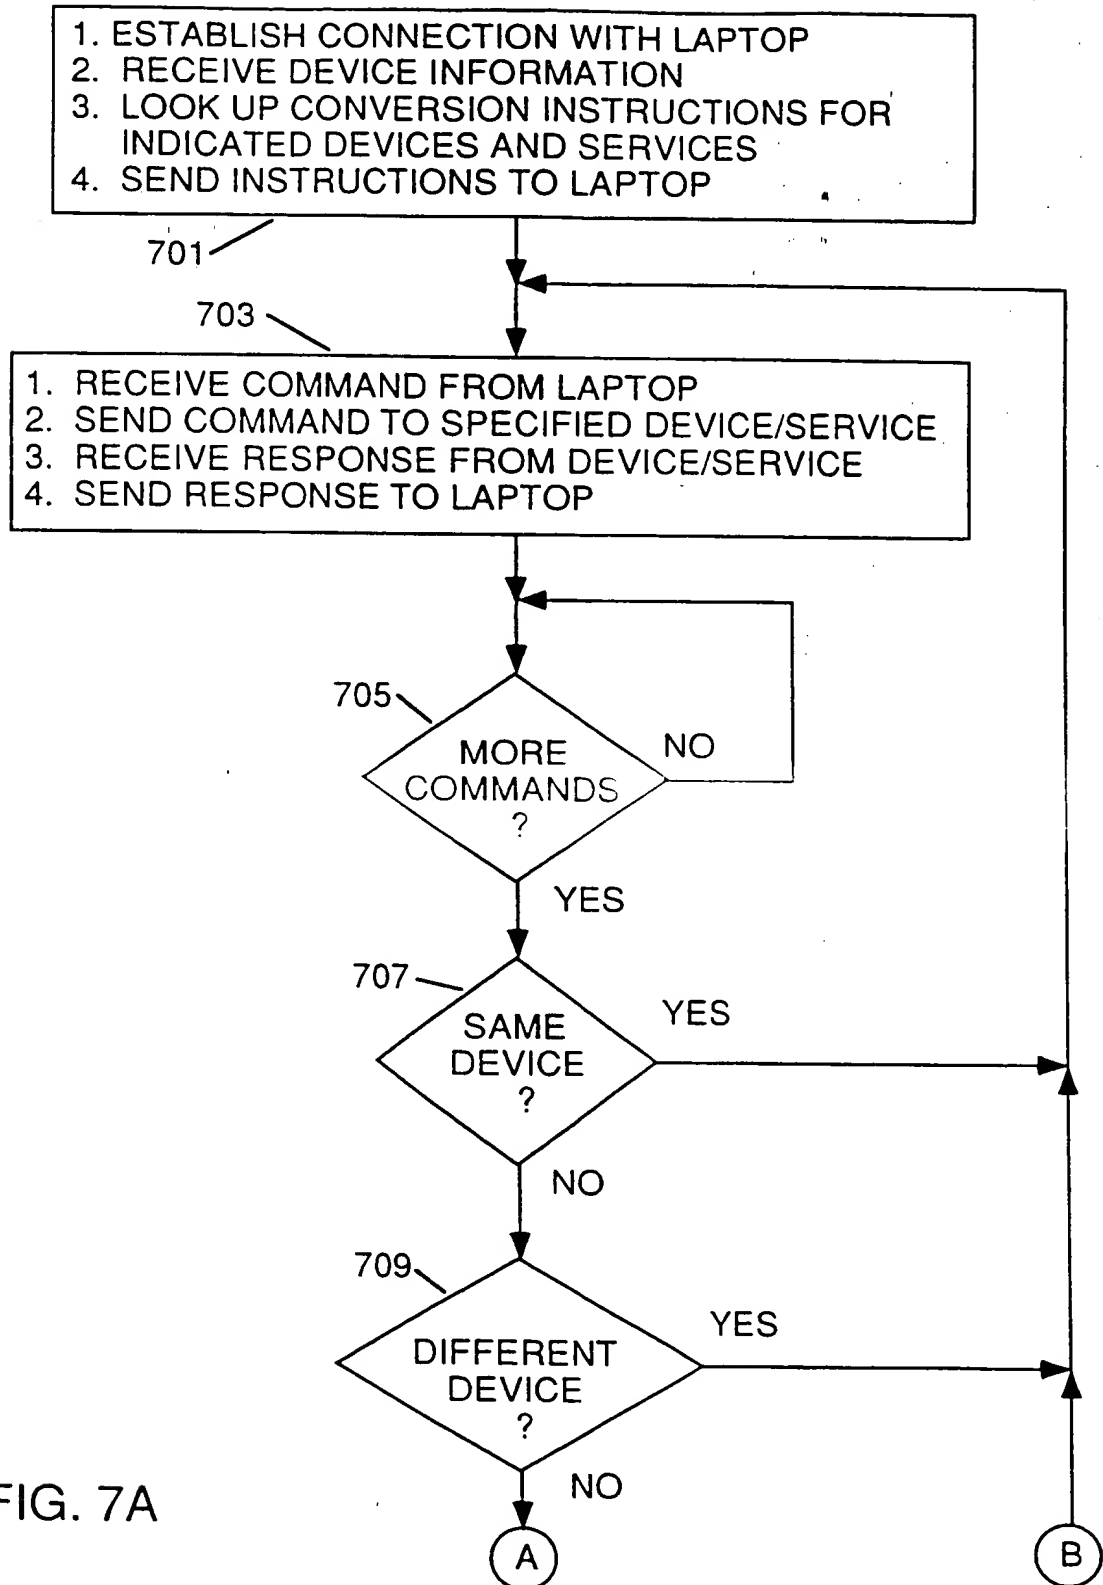 1. ESTABLISH CONNECTION WITH LAPTOP
2. RECEIVE DEVICE INFORMATION
3. LOOK UP CONVERSION INSTRUCTIONS FOR
INDICATED DEVICES AND SERVICES
4. SEND INSTRUCTIONS TO LAPTOP
701
703
1. RECEIVE COMMAND FROM LAPTOP
2. SEND COMMAND TO SPECIFIED DEVICE/SERVICE
3. RECEIVE RESPONSE FROM DEVICE/SERVICE
4. SEND RESPONSE TO LAPTOP
705
MORE
COMMANDS
?
NO
YES
707
SAME
DEVICE
?
YES
NO
709
DIFFERENT
DEVICE
?
YES
NO
FIG. 7A
A
B